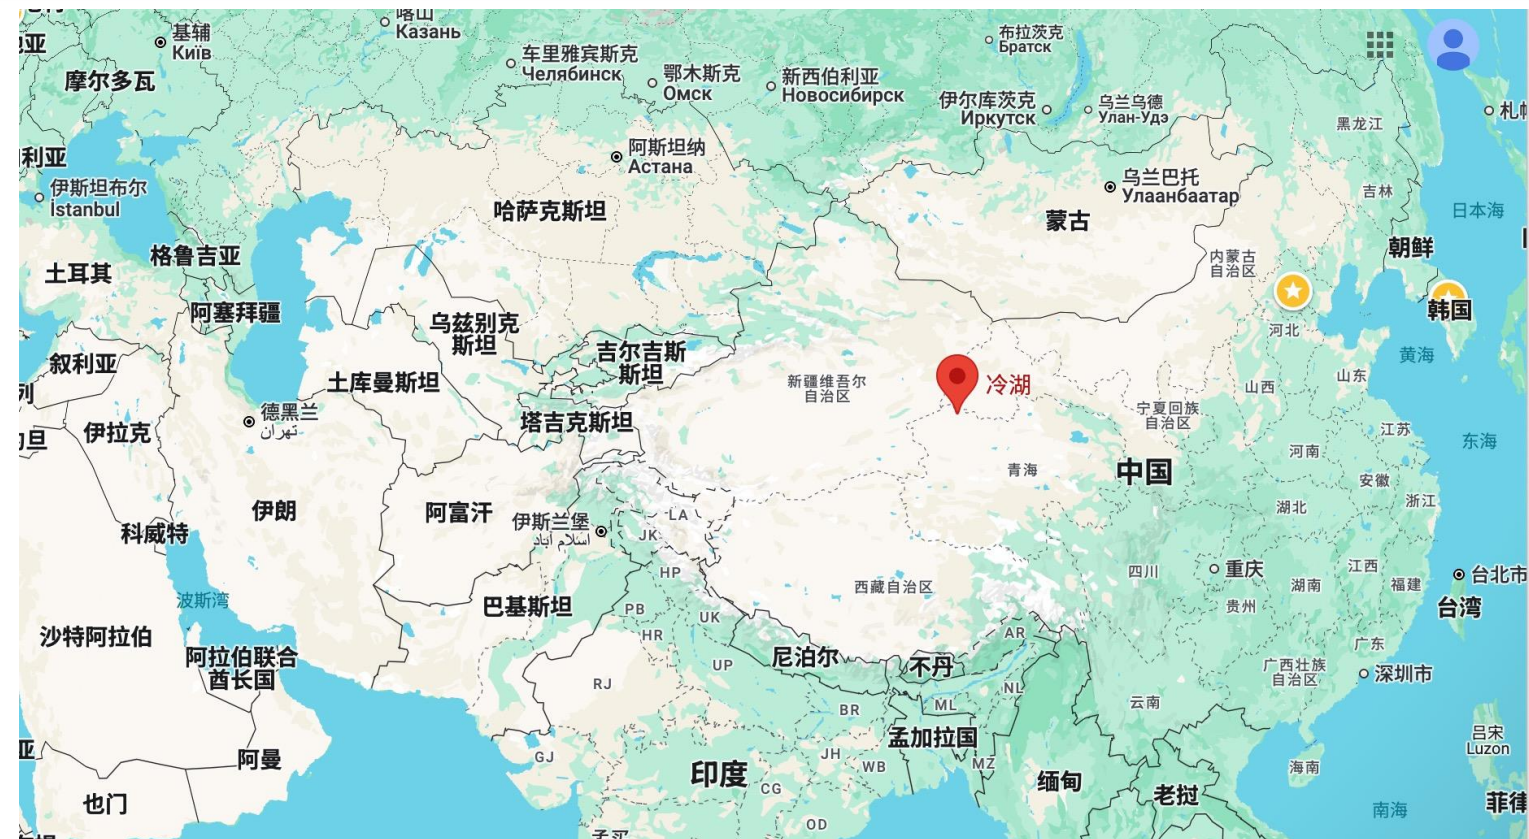 喀山
Казань
基辅
Київ
摩尔多瓦
车里雅宾斯克
Челябинск
鄂木斯克
Омск
新西伯利亚
Новосибирск
布拉茨克
Братск
伊尔库茨克
Иркутск
乌兰乌德
Улан-Удэ
黑龙江
阿斯坦纳
Астана
乌兰巴托
Улаанбаатар
蒙古
吉林
日本海
利亚
伊斯坦布尔
İstanbul
哈萨克斯坦
格鲁吉亚
土耳其
内蒙古
自治区
朝鲜
阿塞拜疆
韩国
乌兹别克
斯坦
河北
叙利亚
吉尔吉斯
斯坦
黄海
土库曼斯坦
新疆维吾尔
自治区
冷湖
山西
山东
德黑兰
تهران
塔吉克斯坦
宁夏回族
自治区
伊拉克
江苏
东海
河南
中国
青海
安徽
浙江
伊朗
阿富汗
伊斯兰堡
اسلام آباد
LA
JK
湖北
科威特
HP
西藏自治区
四川
重庆
江西
湖南
福建
台北市
台湾
波斯湾
巴基斯坦
PB
UK
贵州
HR
AR
广东
沙特阿拉伯
阿拉伯联合
酋长国
尼泊尔
不丹
UP
RJ
NL
广西壮族
自治区
深圳市
云南
BR
ML
孟加拉国
吕宋
Luzon
阿曼
GJ
JH
WB
MZ
海南
印度
CG
缅甸
老挝
也门
南海
OD